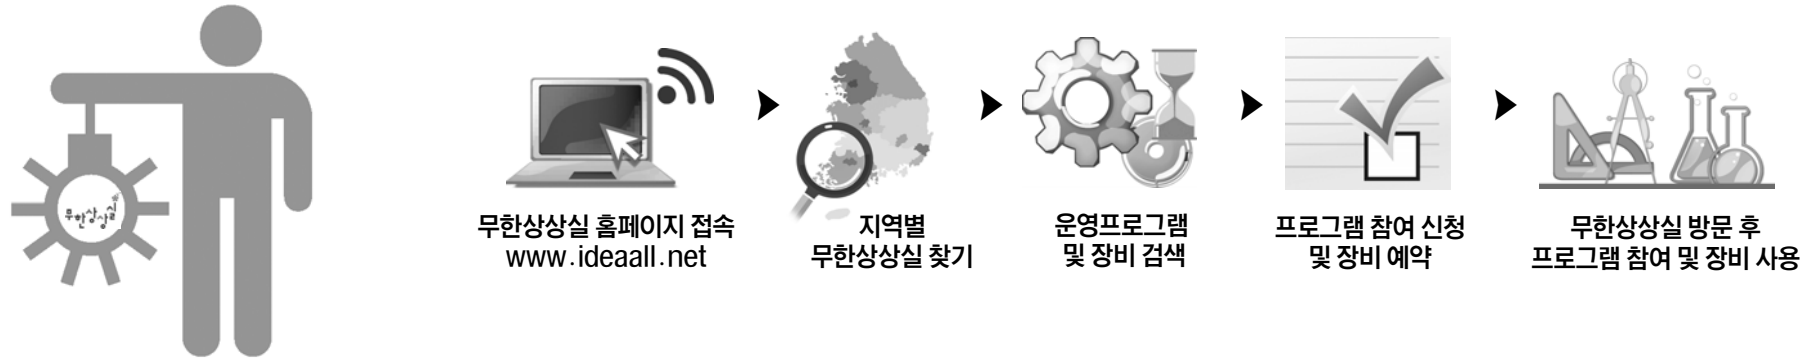 무한상상실
무한상상실 홈페이지 접속
www.ideaall.net
지역별
무한상상실 찾기
운영프로그램
및 장비 검색
프로그램 참여 신청
및 장비 예약
무한상상실 방문 후
프로그램 참여 및 장비 사용